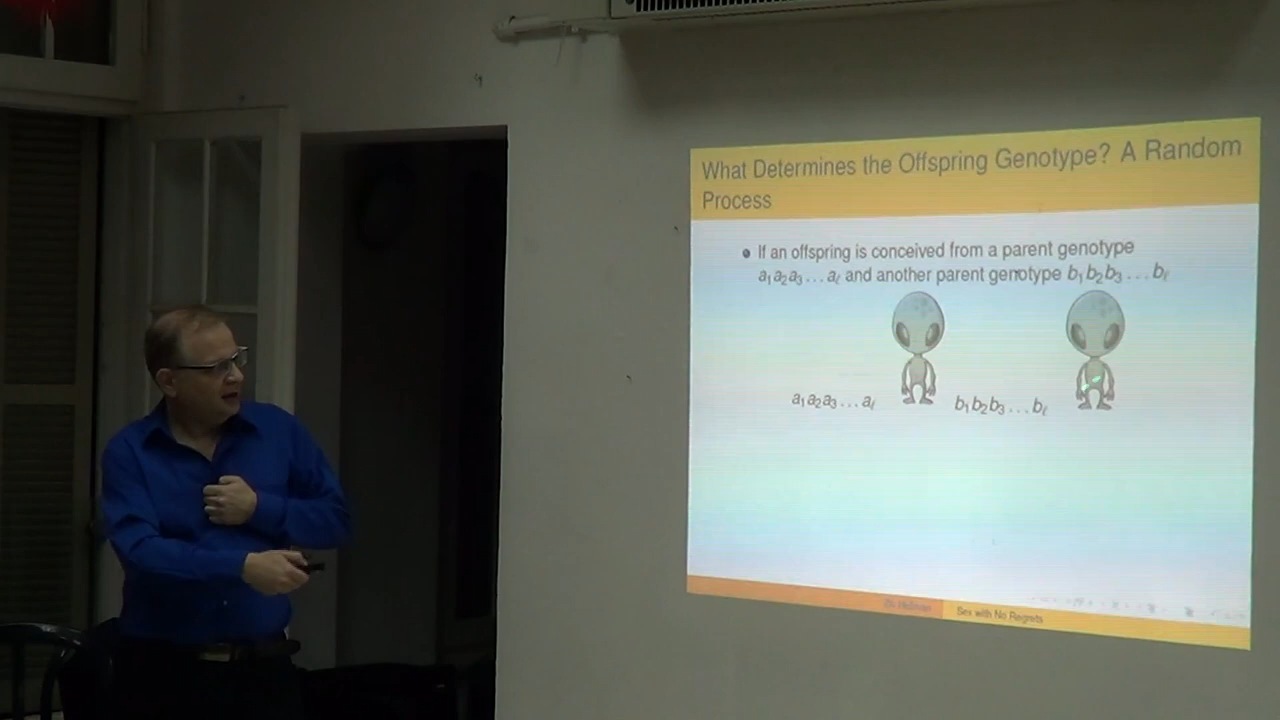 What Determines the Offspring Genotype? A Random
Process
• If an offspring is conceived from a parent genotype
a₁a₂a₃…aℓ and another parent genotype b₁b₂b₃…bℓ
a₁a₂a₃…aℓ b₁b₂b₃…bℓ
Sex with No Regrets